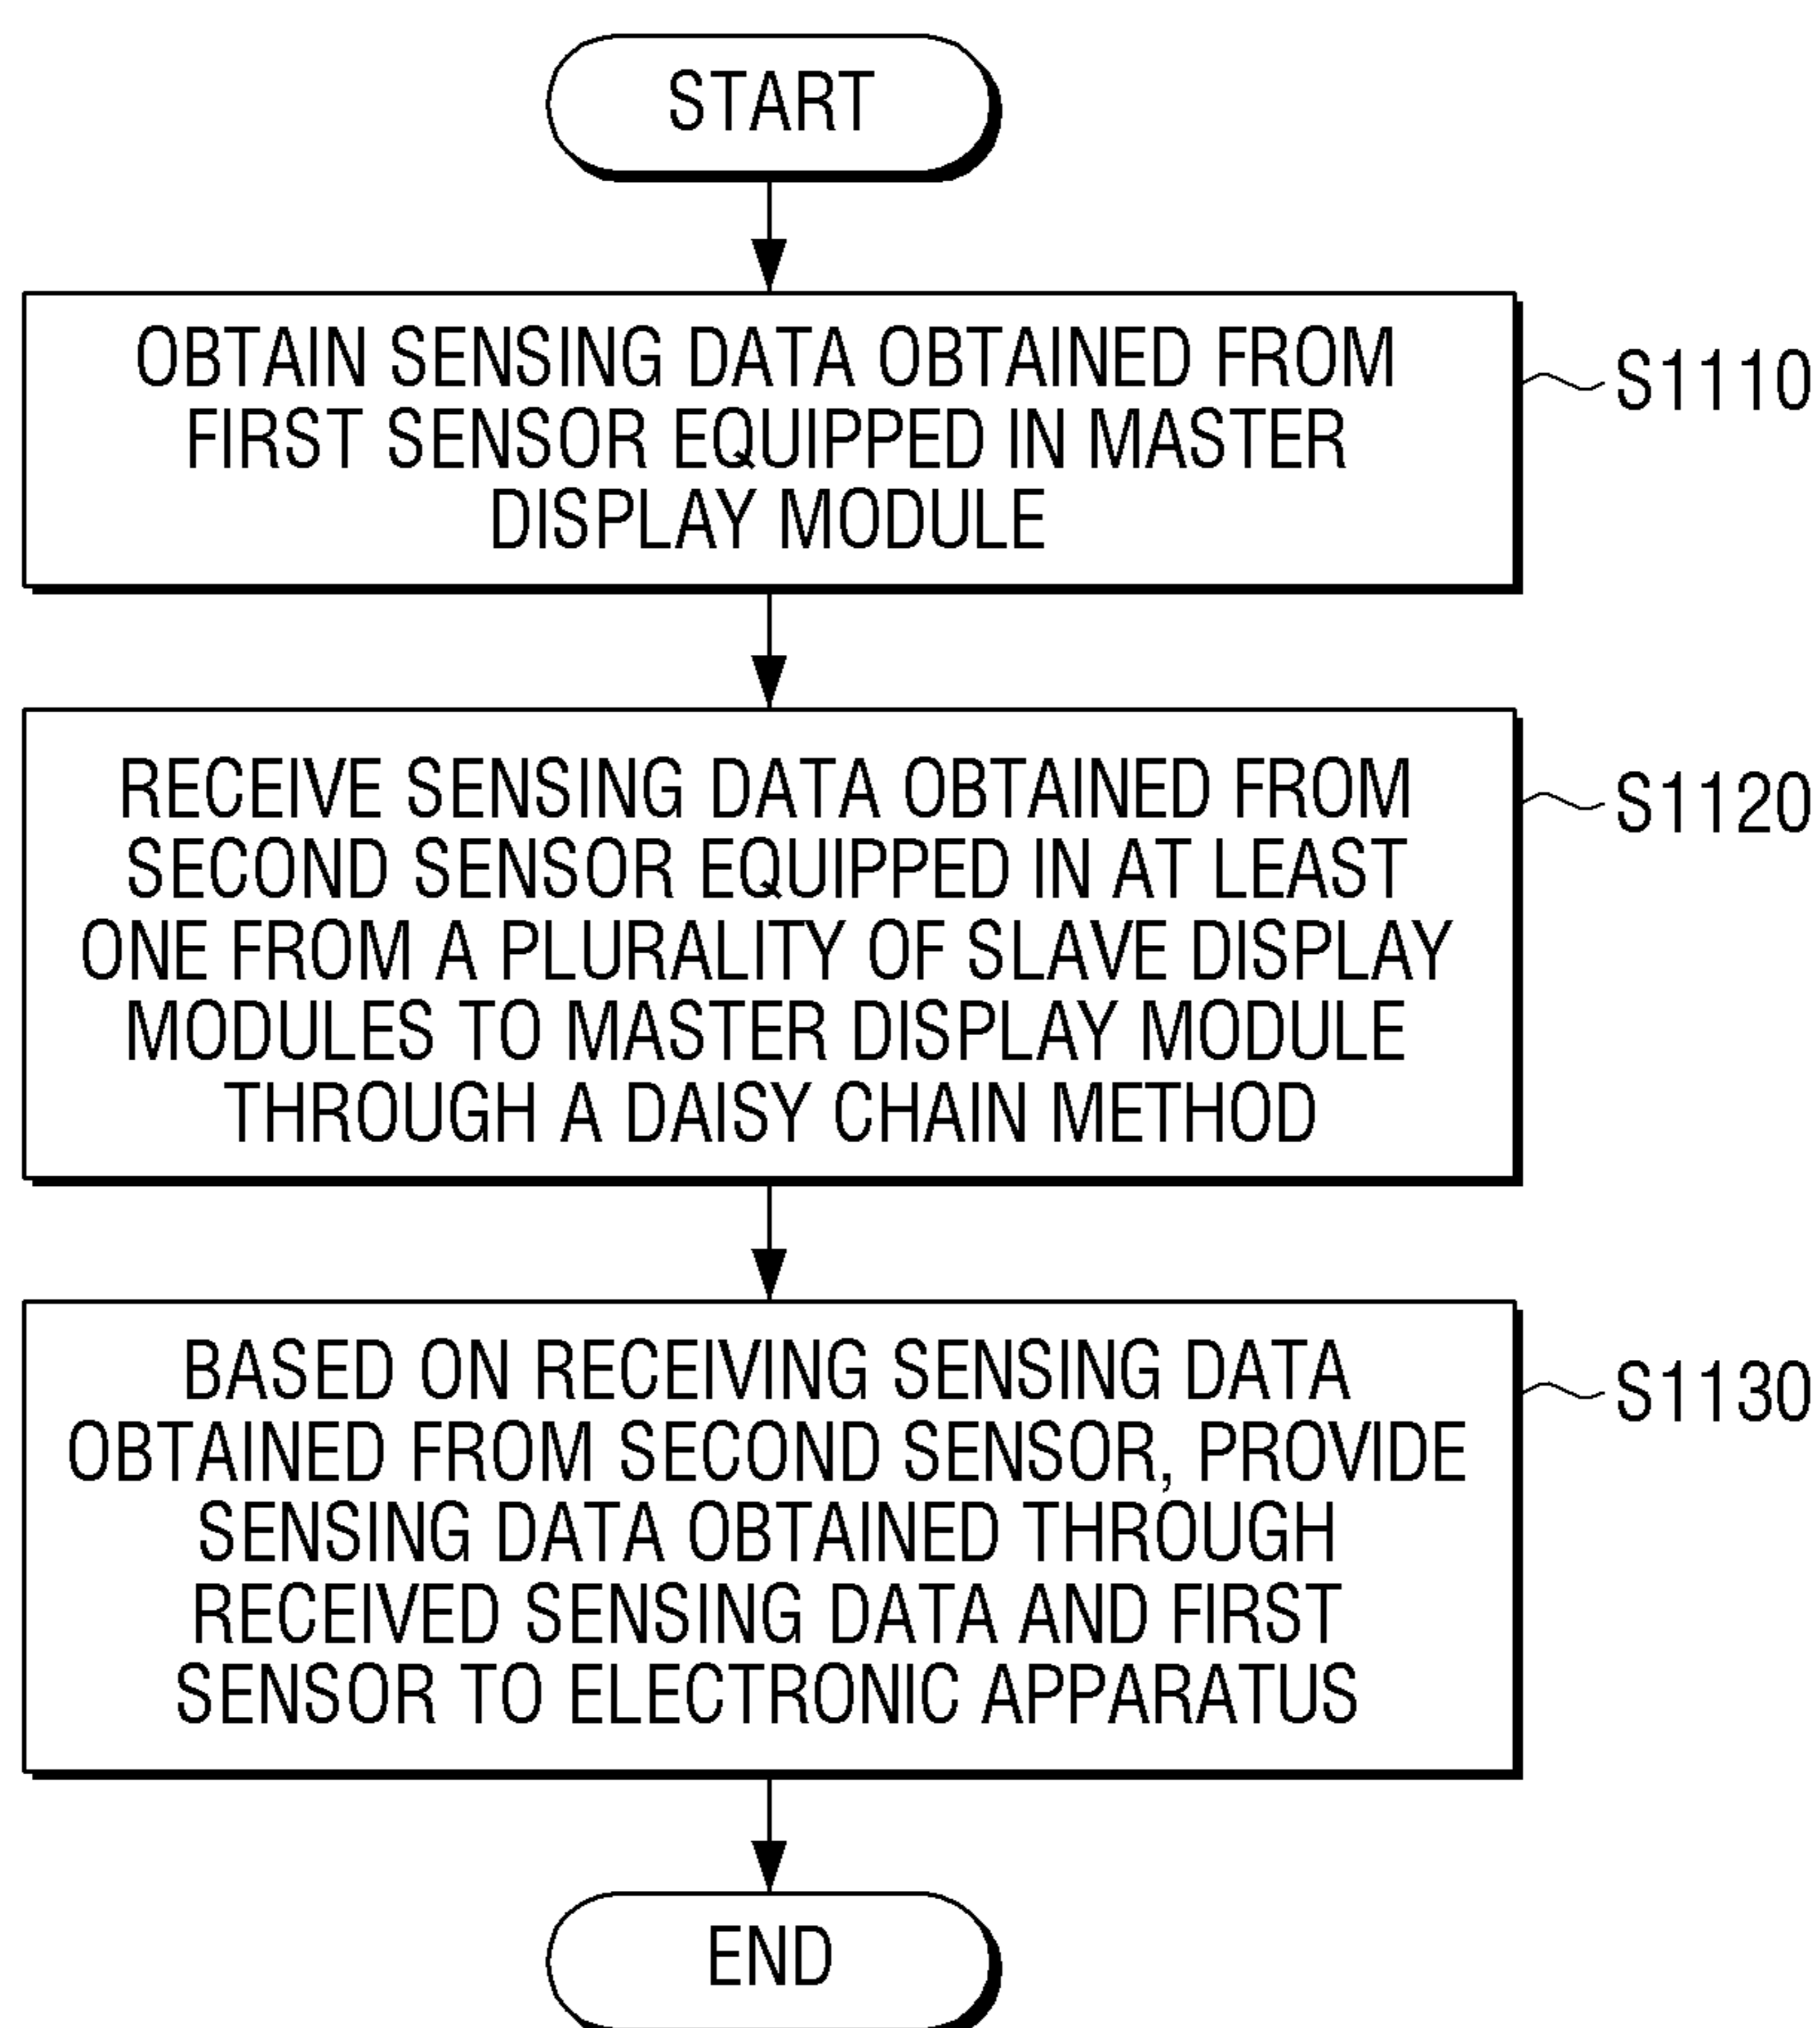 START
OBTAIN SENSING DATA OBTAINED FROM
FIRST SENSOR EQUIPPED IN MASTER
DISPLAY MODULE
S1110
RECEIVE SENSING DATA OBTAINED FROM
SECOND SENSOR EQUIPPED IN AT LEAST
ONE FROM A PLURALITY OF SLAVE DISPLAY
MODULES TO MASTER DISPLAY MODULE
THROUGH A DAISY CHAIN METHOD
S1120
BASED ON RECEIVING SENSING DATA
OBTAINED FROM SECOND SENSOR, PROVIDE
SENSING DATA OBTAINED THROUGH
RECEIVED SENSING DATA AND FIRST
SENSOR TO ELECTRONIC APPARATUS
S1130
END